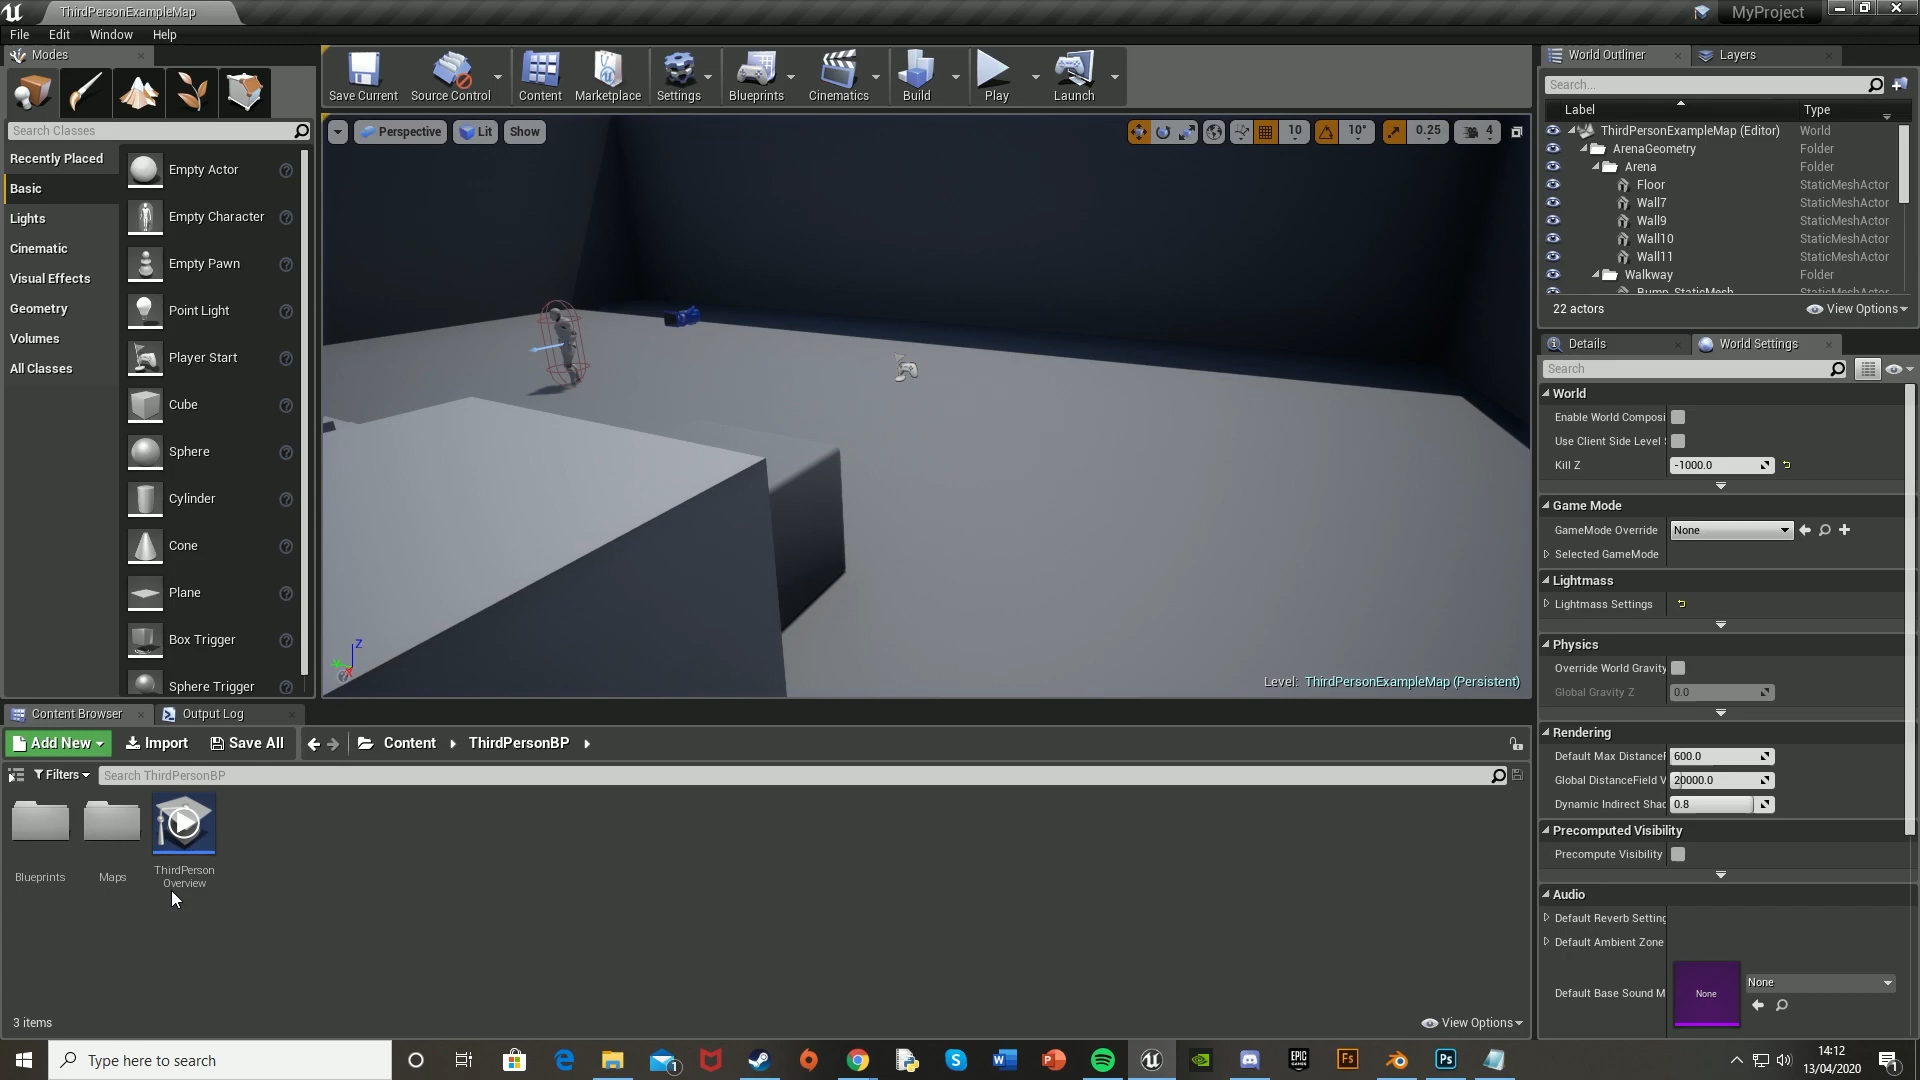 ThirdPersonExampleMap
MyProject
File Edit Window Help
Modes
Search Classes
Recently Placed
Basic
Lights
Cinematic
Visual Effects
Geometry
Volumes
All Classes
Empty Actor
Empty Character
Empty Pawn
Point Light
Player Start
Cube
Sphere
Cylinder
Cone
Plane
Box Trigger
Sphere Trigger
Save Current Source Control Content Marketplace Settings Blueprints Cinematics Build Play Launch
Perspective Lit Show
10 10° 0.25 4
Z
Level: ThirdPersonExampleMap (Persistent)
World Outliner Layers
Search...
Label Type
ThirdPersonExampleMap (Editor) World
ArenaGeometry Folder
Arena Folder
Floor StaticMeshActor
Wall7 StaticMeshActor
Wall9 StaticMeshActor
Wall10 StaticMeshActor
Wall11 StaticMeshActor
Walkway Folder
Bump_StaticMesh
22 actors View Options
Details World Settings
Search
World
Enable World Composi
Use Client Side Level S
Kill Z -1000.0
Game Mode
GameMode Override None
Selected GameMode
Lightmass
Lightmass Settings
Physics
Override World Gravity
Global Gravity Z 0.0
Rendering
Default Max DistanceF 600.0
Global DistanceField V 20000.0
Dynamic Indirect Shad 0.8
Precomputed Visibility
Precompute Visibility
Audio
Default Reverb Setting
Default Ambient Zone
Default Base Sound M None None
Content Browser Output Log
Add New Import Save All Content ThirdPersonBP
Filters Search ThirdPersonBP
Blueprints Maps ThirdPerson
Overview
3 items View Options
Type here to search
14:12
13/04/2020